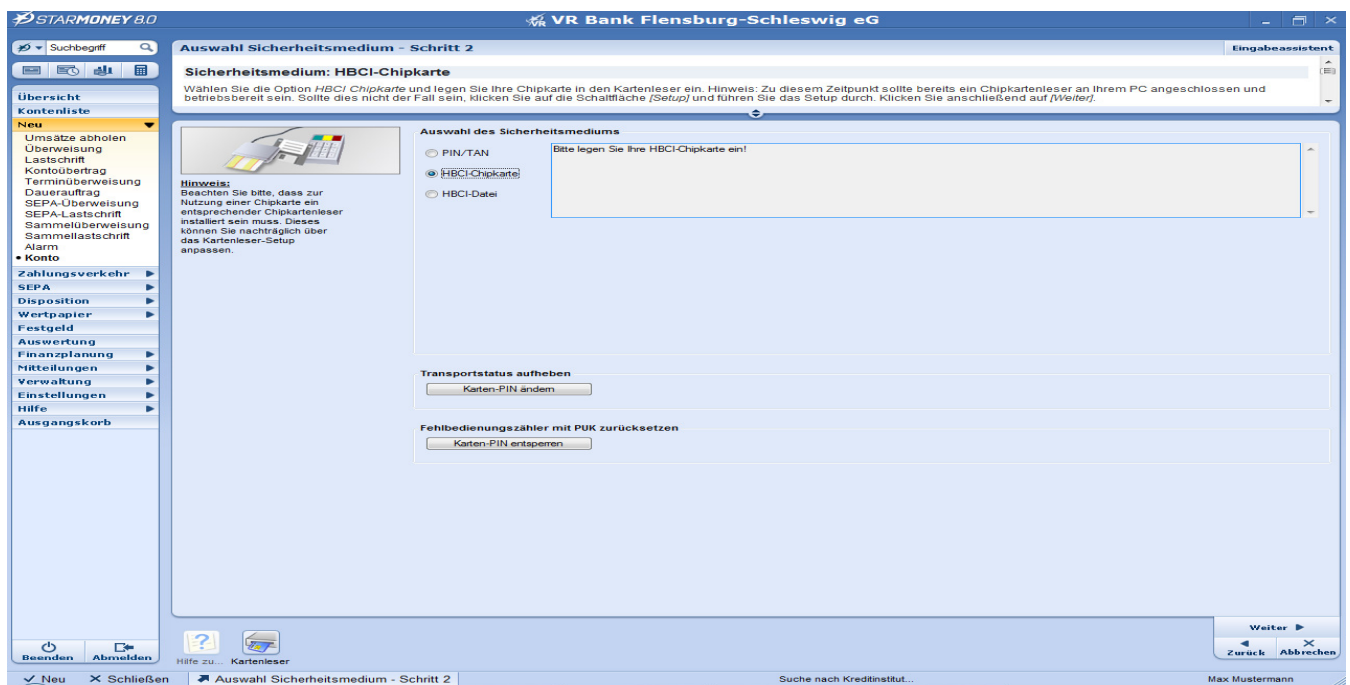 STARMONEY 8.0
VR Bank Flensburg-Schleswig eG
Suchbegriff
Übersicht
Kontenliste
Neu
Umsätze abholen
Überweisung
Lastschrift
Kontoübertrag
Terminüberweisung
Dauerauftrag
SEPA-Überweisung
SEPA-Lastschrift
Sammelüberweisung
Sammellastschrift
Alarm
• Konto
Zahlungsverkehr
SEPA
Disposition
Wertpapier
Festgeld
Auswertung
Finanzplanung
Mitteilungen
Verwaltung
Einstellungen
Hilfe
Ausgangskorb
Beenden Abmelden
Auswahl Sicherheitsmedium - Schritt 2
Eingabeassistent
Sicherheitsmedium: HBCI-Chipkarte
Wählen Sie die Option HBCI Chipkarte und legen Sie Ihre Chipkarte in den Kartenleser ein. Hinweis: Zu diesem Zeitpunkt sollte bereits ein Chipkartenleser an Ihrem PC angeschlossen und
betriebsbereit sein. Sollte dies nicht der Fall sein, klicken Sie auf die Schaltfläche [Setup] und führen Sie das Setup durch. Klicken Sie anschließend auf [Weiter].
Hinweis:
Beachten Sie bitte, dass zur
Nutzung einer Chipkarte ein
entsprechender Chipkartenleser
installiert sein muss. Dieses
können Sie nachträglich über
das Kartenleser-Setup
anpassen.
Auswahl des Sicherheitsmediums
PIN/TAN
HBCI-Chipkarte
HBCI-Datei
Bitte legen Sie Ihre HBCI-Chipkarte ein!
Transportstatus aufheben
Karten-PIN ändern
Fehlbedienungszähler mit PUK zurücksetzen
Karten-PIN entsperren
Hilfe zu... Kartenleser
Weiter
Zurück Abbrechen
Neu Schließen Auswahl Sicherheitsmedium - Schritt 2 Suche nach Kreditinstitut... Max Mustermann